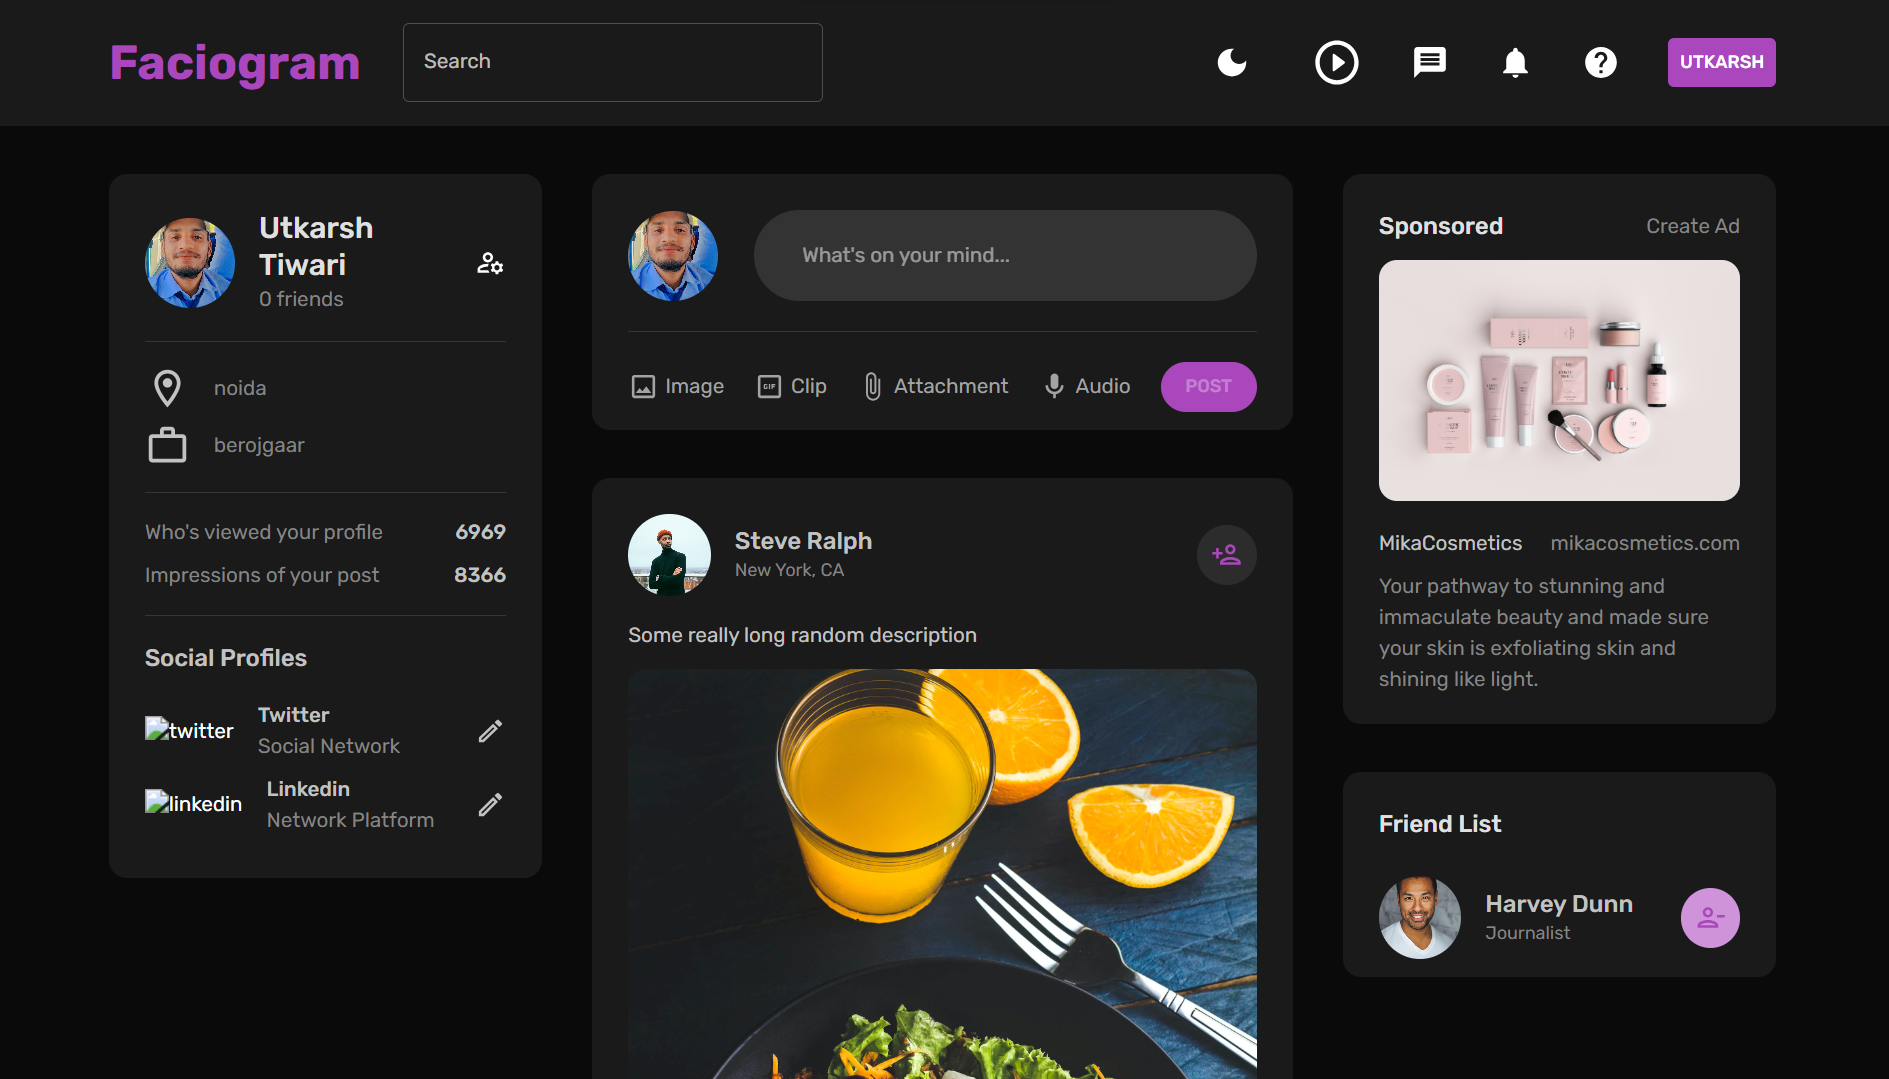 Faciogram
Search
UTKARSH
Utkarsh
Tiwari
0 friends
noida
berojgaar
Who's viewed your profile 6969
Impressions of your post 8366
Social Profiles
twitter
Twitter
Social Network
linkedin
Linkedin
Network Platform
What's on your mind...
Image
GIF Clip
Attachment
Audio
POST
Steve Ralph
New York, CA
Some really long random description
Sponsored Create Ad
MikaCosmetics mikacosmetics.com
Your pathway to stunning and
immaculate beauty and made sure
your skin is exfoliating skin and
shining like light.
Friend List
Harvey Dunn
Journalist